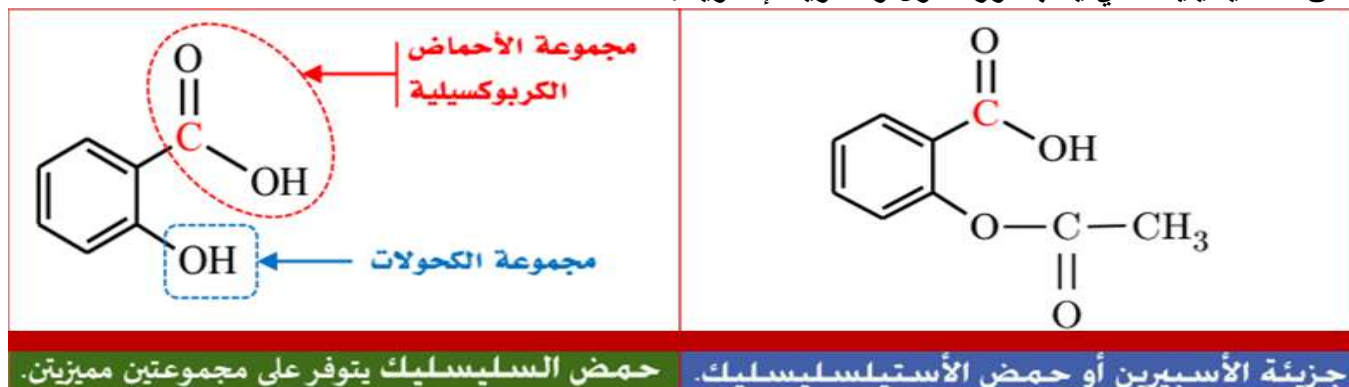 مجموعة الأحماض
الكربوكسيلية
O
C
OH
OH
مجموعة الكحولات
O
C
OH
O—C—CH₃
O
حمض السليسليك يتوفر على مجموعتين مميزيتن.
جزيئة الأسبيرين أو حمض الأستيلسليسليك.